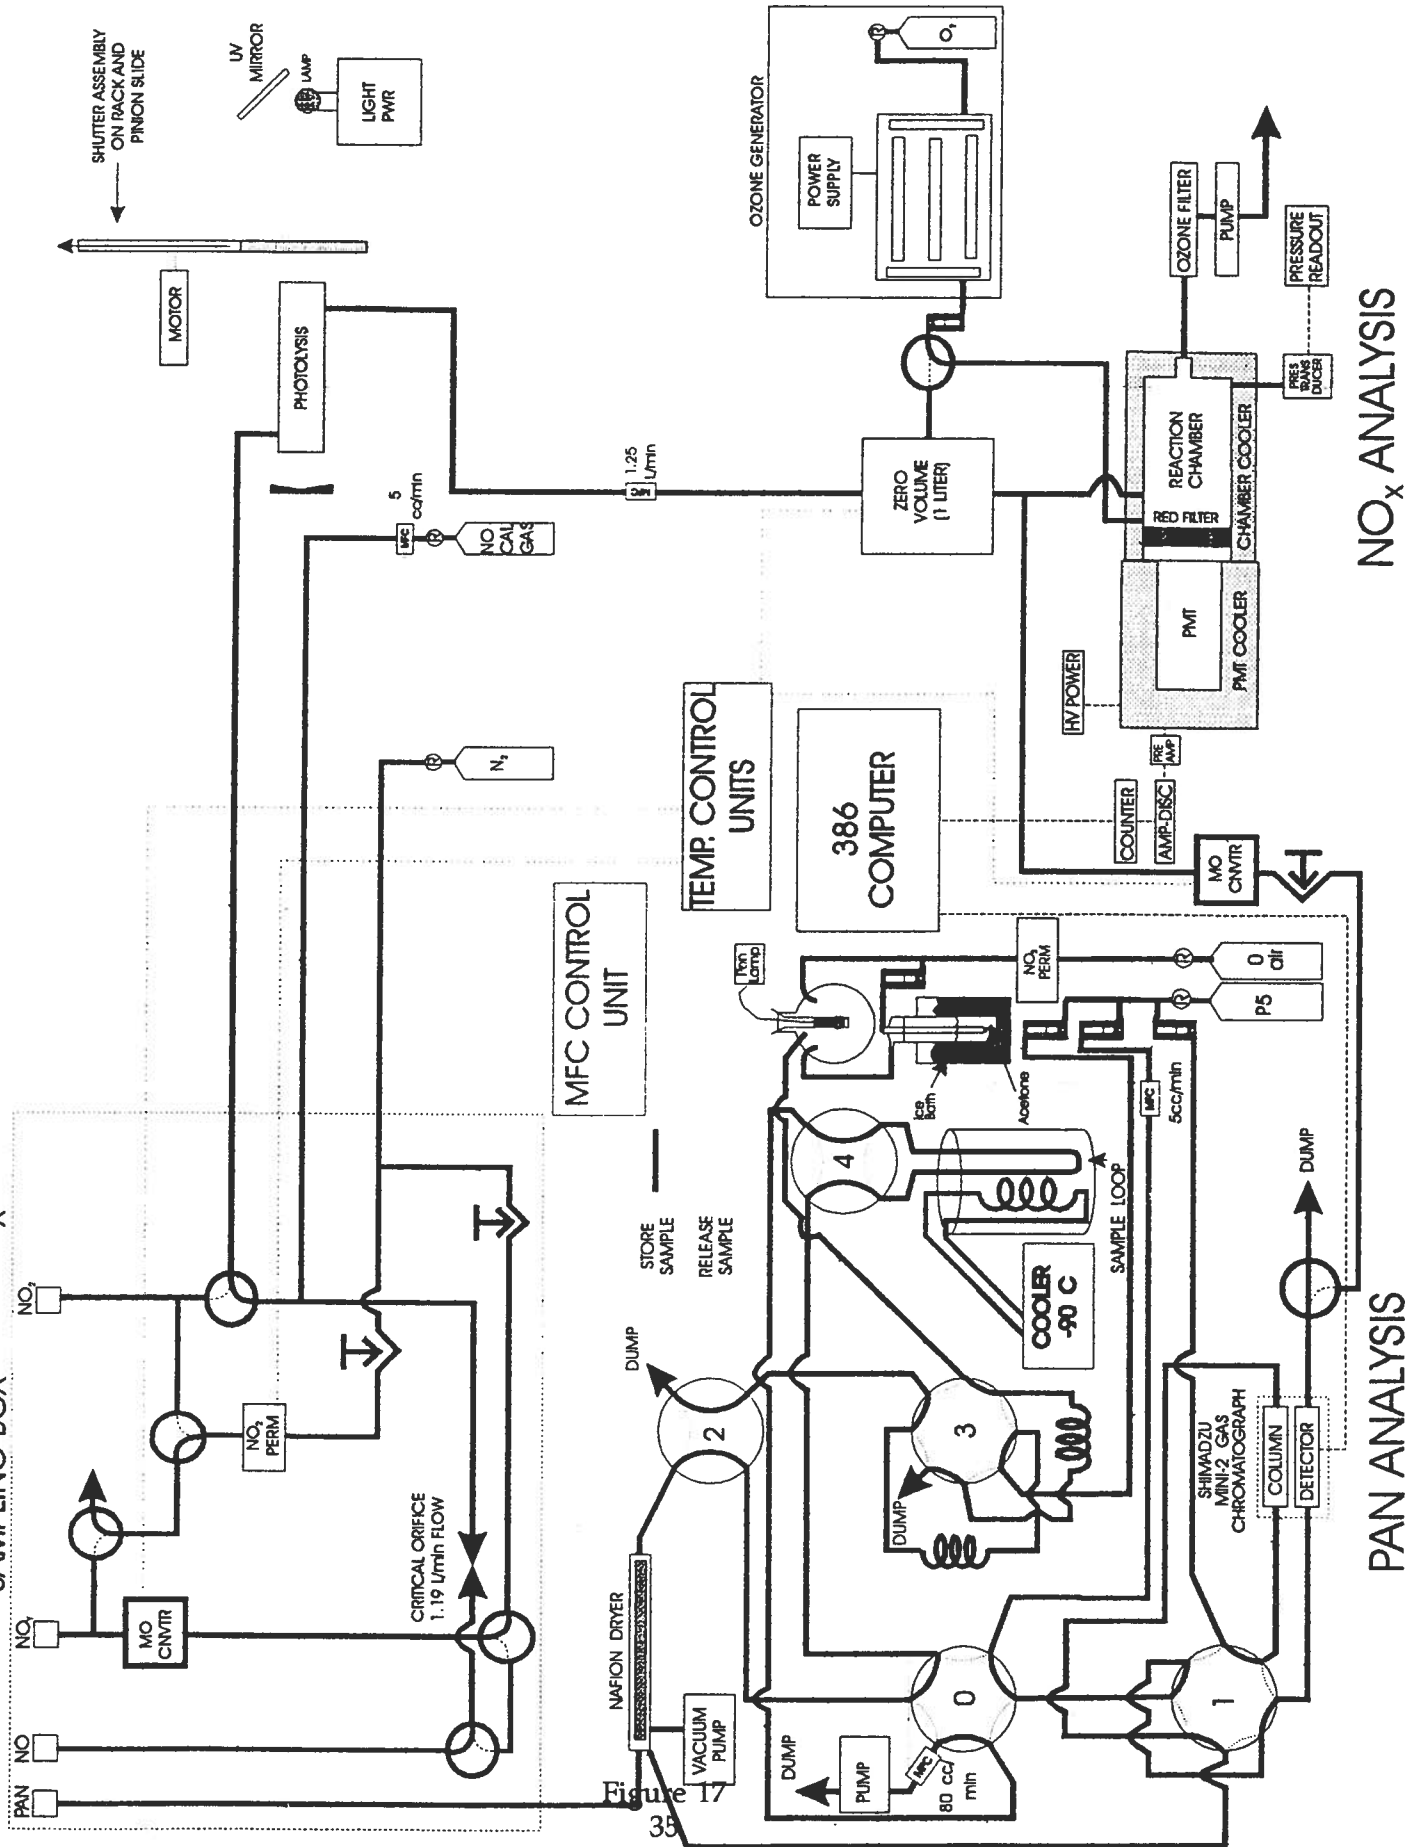 SHUTTER ASSEMBLY
ON RACK AND
PINION SLIDE
UV
MIRROR
LAMP
LIGHT
PWR
MOTOR
PHOTOLYSIS
OZONE GENERATOR
POWER
SUPPLY
R
O₃
OZONE FILTER
PUMP
PRESSURE
READOUT
PRES
TRANS
DUCER
REACTION
CHAMBER
CHAMBER COOLER
RED FILTER
PMT
PMT COOLER
HV POWER
PRE
AMP
COUNTER
AMP-DISC
NOₓ ANALYSIS
ZERO
VOLUME
(1 LITER)
1.25
L/min
5
cc/min
MFC
R
NO
CAL
GAS
R
N₂
TEMP. CONTROL
UNITS
386
COMPUTER
MFC CONTROL
UNIT
MO
CNVTR
NO₂
NO₂
PERM
NOY
MO
CNVTR
NO
PAN
CRITICAL ORIFICE
1.19 L/min FLOW
STORE
SAMPLE
RELEASE
SAMPLE
DUMP
2
NAFION DRYER
VACUUM
PUMP
DUMP
PUMP
MFC
80 cc/
min
0
1
3
DUMP
4
COOLER
-90 C
SAMPLE LOOP
Pen
Lamp
Ice
Bath
Acetone
NO₂
PERM
R
0
air
R
P5
MFC
5cc/min
DUMP
SHIMADZU
MINI-2 GAS
CHROMATOGRAPH
COLUMN
DETECTOR
PAN ANALYSIS
Figure 17
35